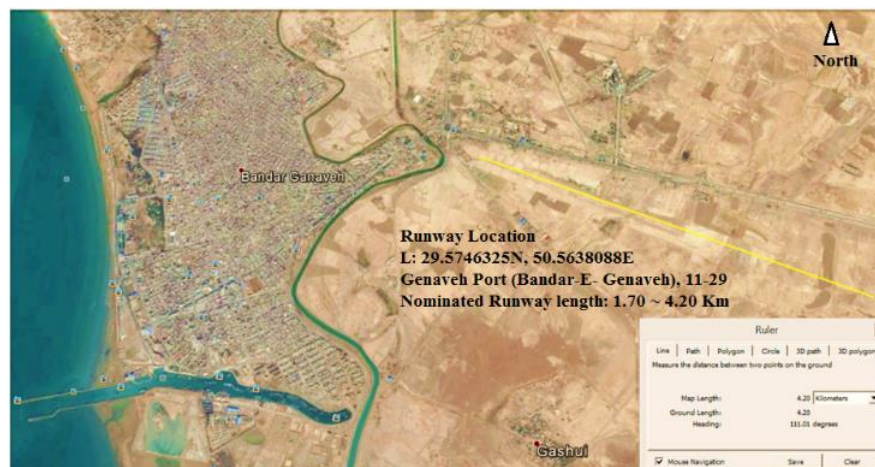 North
Bandar Ganaveh
Runway Location
L: 29.5746325N, 50.5638088E
Genaveh Port (Bandar-E- Genaveh), 11-29
Nominated Runway length: 1.70 ~ 4.20 Km
Gashui
Ruler
Line Path Polygon Circle 3D path 3D polygon
Measure the distance between two points on the ground
Map Length: 4.20 Kilometers
Ground Length: 4.20
Heading: 111.01 degrees
Mouse Navigation Save Clear